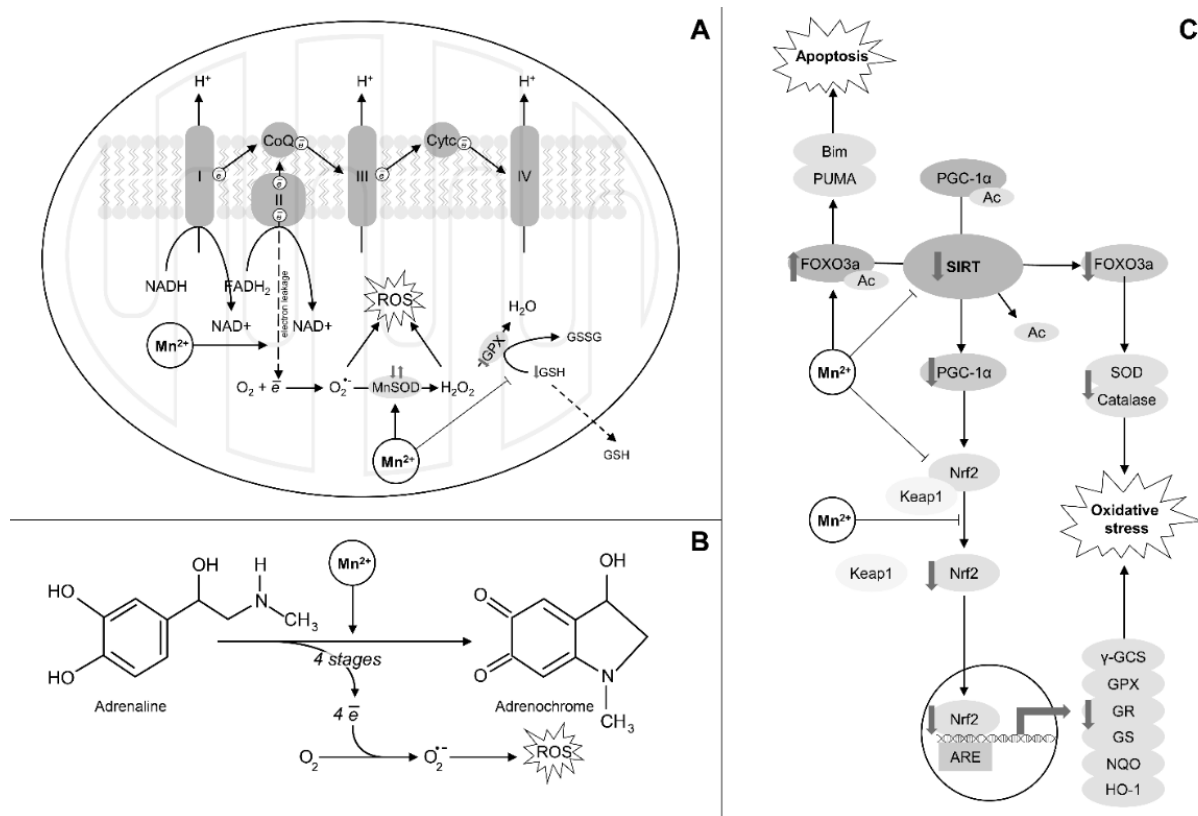 A
H⁺
H⁺
H⁺
CoQ
e̅
Cytc
e̅
I
e̅
e̅
II
e̅
III
e̅
IV
NADH
FADH₂
NAD+
NAD+
electron leakage
Mn²⁺
ROS
H₂O
GPX
GSSG
GSH
O₂ + e̅
O₂•-
MnSOD
H₂O₂
Mn²⁺
GSH
B
OH
H
N
CH₃
HO
HO
Adrenaline
Mn²⁺
4 stages
4 e̅
O₂
O₂•-
ROS
OH
O
O
N
CH₃
Adrenochrome
C
Apoptosis
Bim
PUMA
PGC-1α
Ac
FOXO3a
Ac
SIRT
FOXO3a
Ac
Mn²⁺
PGC-1α
SOD
Catalase
Nrf2
Keap1
Mn²⁺
Oxidative
stress
Keap1
Nrf2
γ-GCS
GPX
GR
GS
NQO
HO-1
Nrf2
ARE